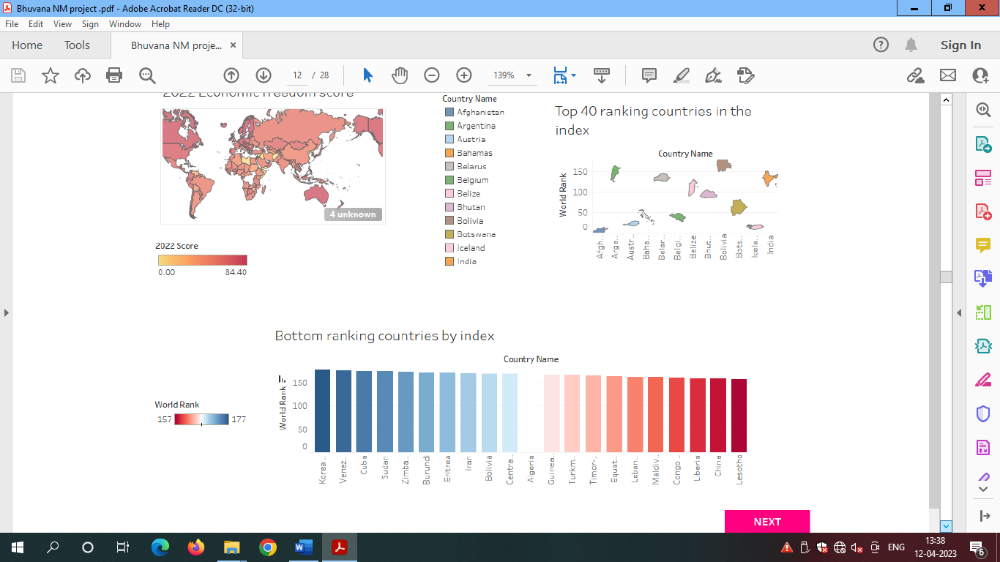 Bhuvana NM project .pdf - Adobe Acrobat Reader DC (32-bit)
File Edit View Sign Window Help
Home Tools Bhuvana NM proje... × Sign In
12 / 28 139%
2022 Economic freedom score
4 unknown
2022 Score
0.00 84.40
Country Name
Afghanistan
Argentina
Austria
Bahamas
Belarus
Belgium
Belize
Bhutan
Bolivia
Botswana
Iceland
India
Top 40 ranking countries in the
index
Country Name
World Rank
150
100
50
0
Afgh..
Arge..
Austr..
Baha..
Belar..
Belgi..
Belize
Bhut..
Bolivia
Bots..
Icela..
India
Bottom ranking countries by index
Country Name
World Rank
157 177
World Rank
150
100
50
0
Korea ..
Venez..
Cuba
Sudan
Zimba..
Burundi
Eritrea
Iran
Bolivia
Centra..
Algeria
Guinea..
Turkm..
Timor-..
Equat..
Leban..
Maldiv..
Congo ..
Liberia
China
Lesotho
NEXT
ENG
13:38
12-04-2023
6